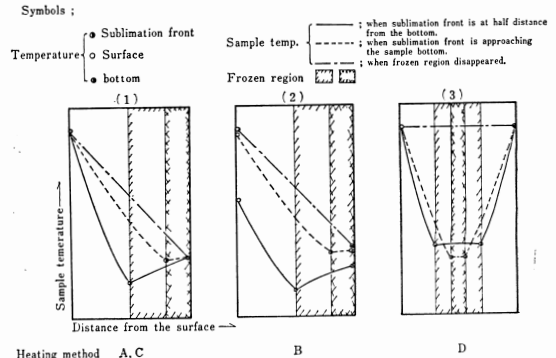 Symbols ;
Temperature
Sublimation front
Surface
bottom
Sample temp.
; when sublimation front is at half distance
from the bottom.
; when sublimation front is approaching
the sample bottom.
; when frozen region disappeared.
Frozen region
(1)
(2)
(3)
Sample temerature
Distance from the surface
Heating method A, C
B
D